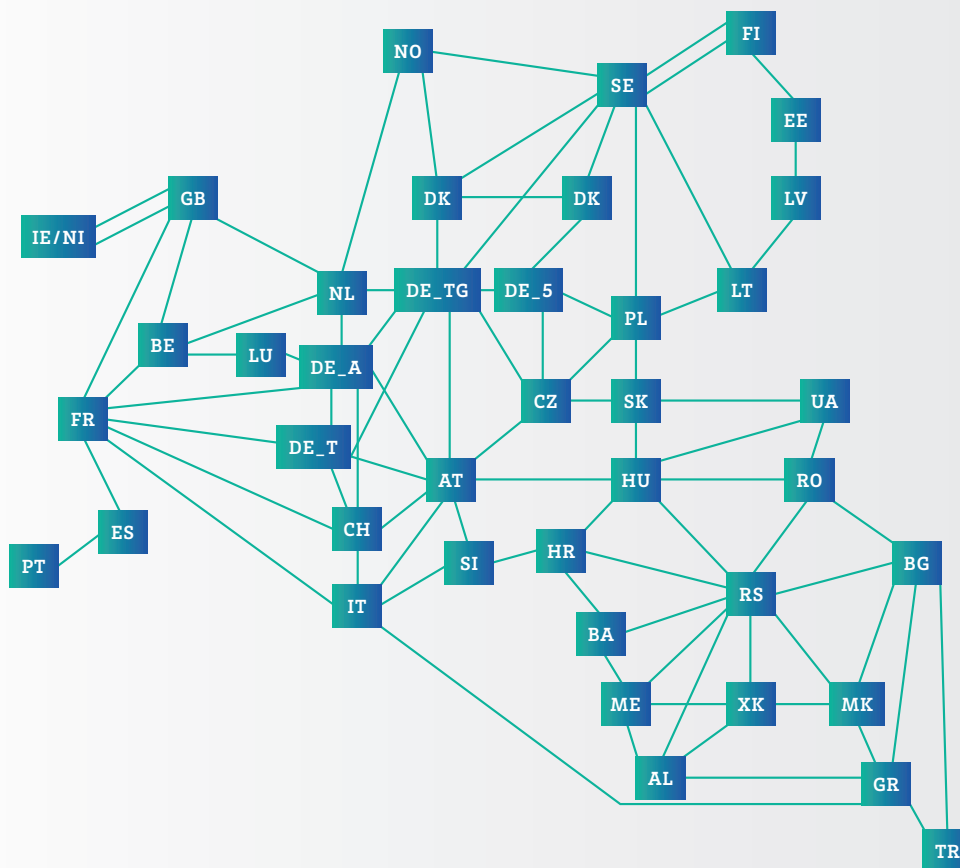 FI
NO
SE
EE
GB
DK
DK
LV
IE/NI
NL
DE_TG
DE_5
LT
PL
BE
LU
DE_A
CZ
SK
UA
FR
DE_T
AT
HU
RO
ES
CH
HR
SI
BG
PT
IT
RS
BA
ME
XK
MK
AL
GR
TR